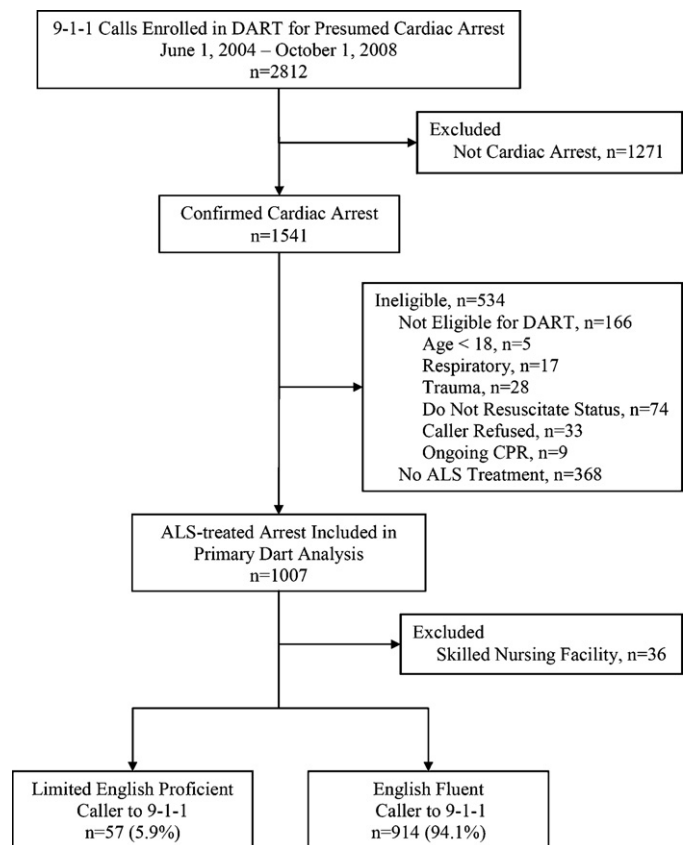 9-1-1 Calls Enrolled in DART for Presumed Cardiac Arrest
June 1, 2004 – October 1, 2008
n=2812
Excluded
Not Cardiac Arrest, n=1271
Confirmed Cardiac Arrest
n=1541
Ineligible, n=534
Not Eligible for DART, n=166
Age < 18, n=5
Respiratory, n=17
Trauma, n=28
Do Not Resuscitate Status, n=74
Caller Refused, n=33
Ongoing CPR, n=9
No ALS Treatment, n=368
ALS-treated Arrest Included in
Primary Dart Analysis
n=1007
Excluded
Skilled Nursing Facility, n=36
Limited English Proficient
Caller to 9-1-1
n=57 (5.9%)
English Fluent
Caller to 9-1-1
n=914 (94.1%)